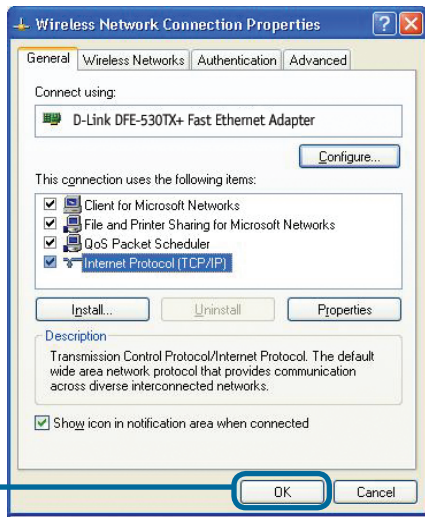 Wireless Network Connection Properties
General Wireless Networks Authentication Advanced
Connect using:
D-Link DFE-530TX+ Fast Ethernet Adapter
Configure...
This connection uses the following items:
Client for Microsoft Networks
File and Printer Sharing for Microsoft Networks
QoS Packet Scheduler
Internet Protocol (TCP/IP)
Install... Uninstall Properties
Description
Transmission Control Protocol/Internet Protocol. The default
wide area network protocol that provides communication
across diverse interconnected networks.
Show icon in notification area when connected
OK Cancel